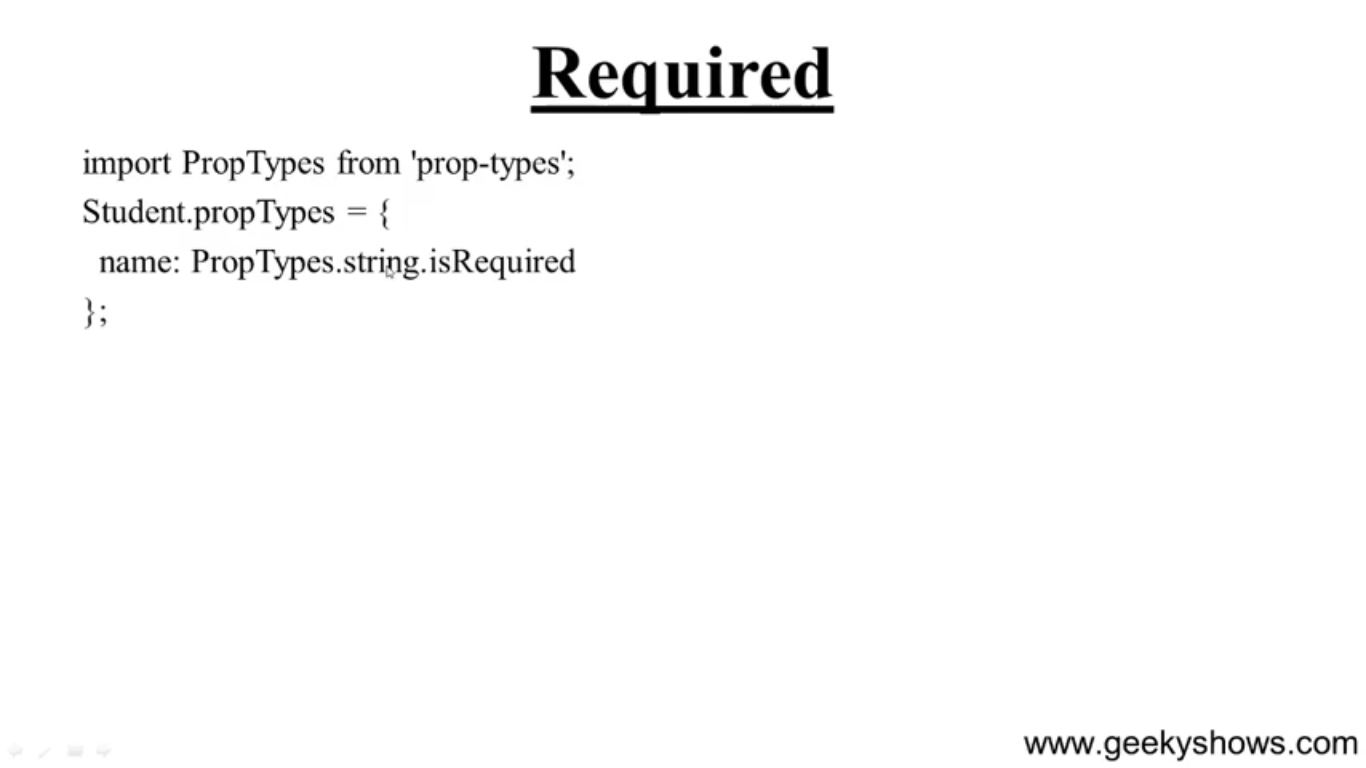 Required
import PropTypes from 'prop-types';
Student.propTypes = {
name: PropTypes.string.isRequired
};
www.geekyshows.com